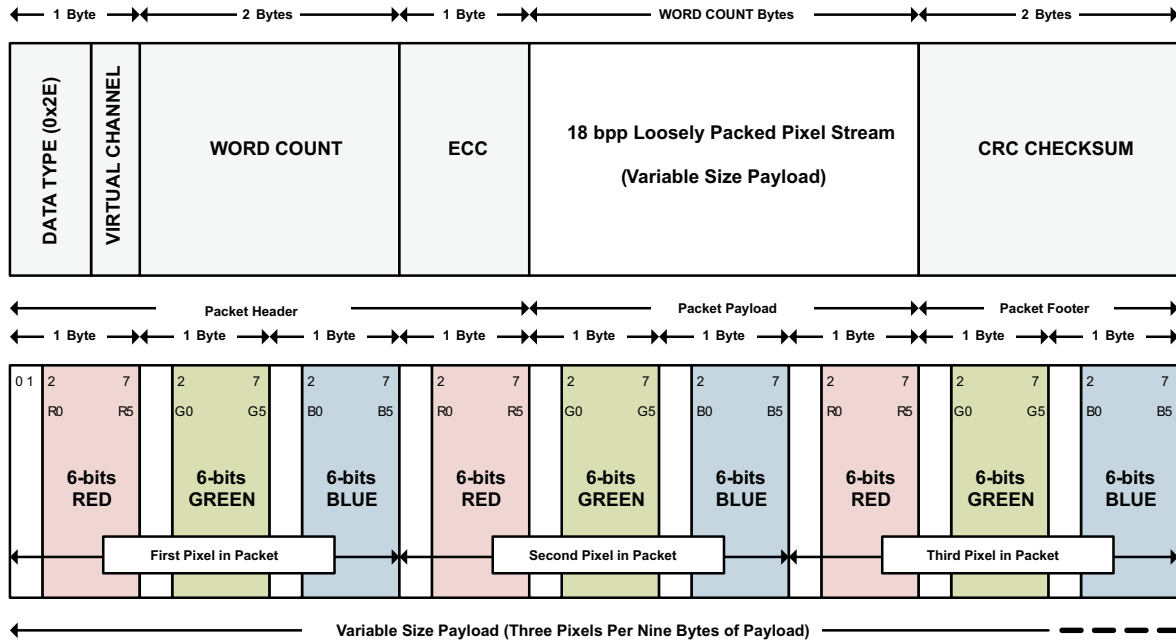 1 Byte 2 Bytes 1 Byte WORD COUNT Bytes 2 Bytes
DATA TYPE (0x2E)
VIRTUAL CHANNEL
WORD COUNT
ECC
18 bpp Loosely Packed Pixel Stream
(Variable Size Payload)
CRC CHECKSUM
Packet Header Packet Payload Packet Footer
1 Byte 1 Byte 1 Byte 1 Byte 1 Byte 1 Byte 1 Byte 1 Byte 1 Byte
0 1 2 7 2 7 2 7 2 7 2 7 2 7 2 7 2 7 2 7
R0 R5 G0 G5 B0 B5 R0 R5 G0 G5 B0 B5 R0 R5 G0 G5 B0 B5
6-bits 6-bits 6-bits 6-bits 6-bits 6-bits 6-bits 6-bits 6-bits
RED GREEN BLUE RED GREEN BLUE RED GREEN BLUE
First Pixel in Packet Second Pixel in Packet Third Pixel in Packet
Variable Size Payload (Three Pixels Per Nine Bytes of Payload)